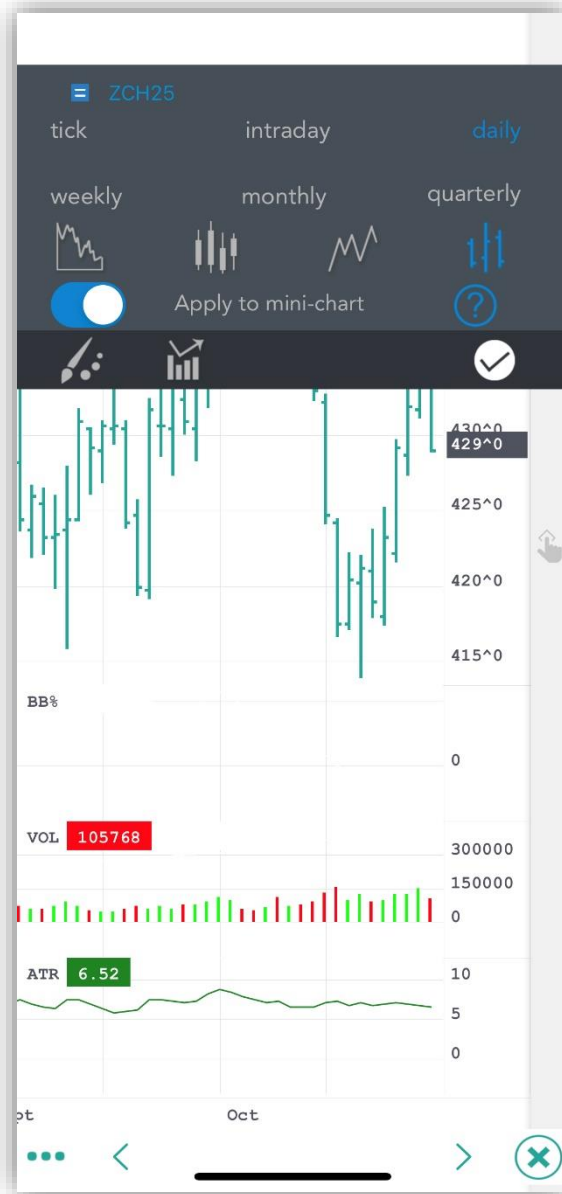 ZCH25
tick intraday daily
weekly monthly quarterly
Apply to mini-chart ?
430^0
429^0
425^0
420^0
415^0
BB%
0
VOL 105768
300000
150000
0
ATR 6.52
10
5
0
pt Oct